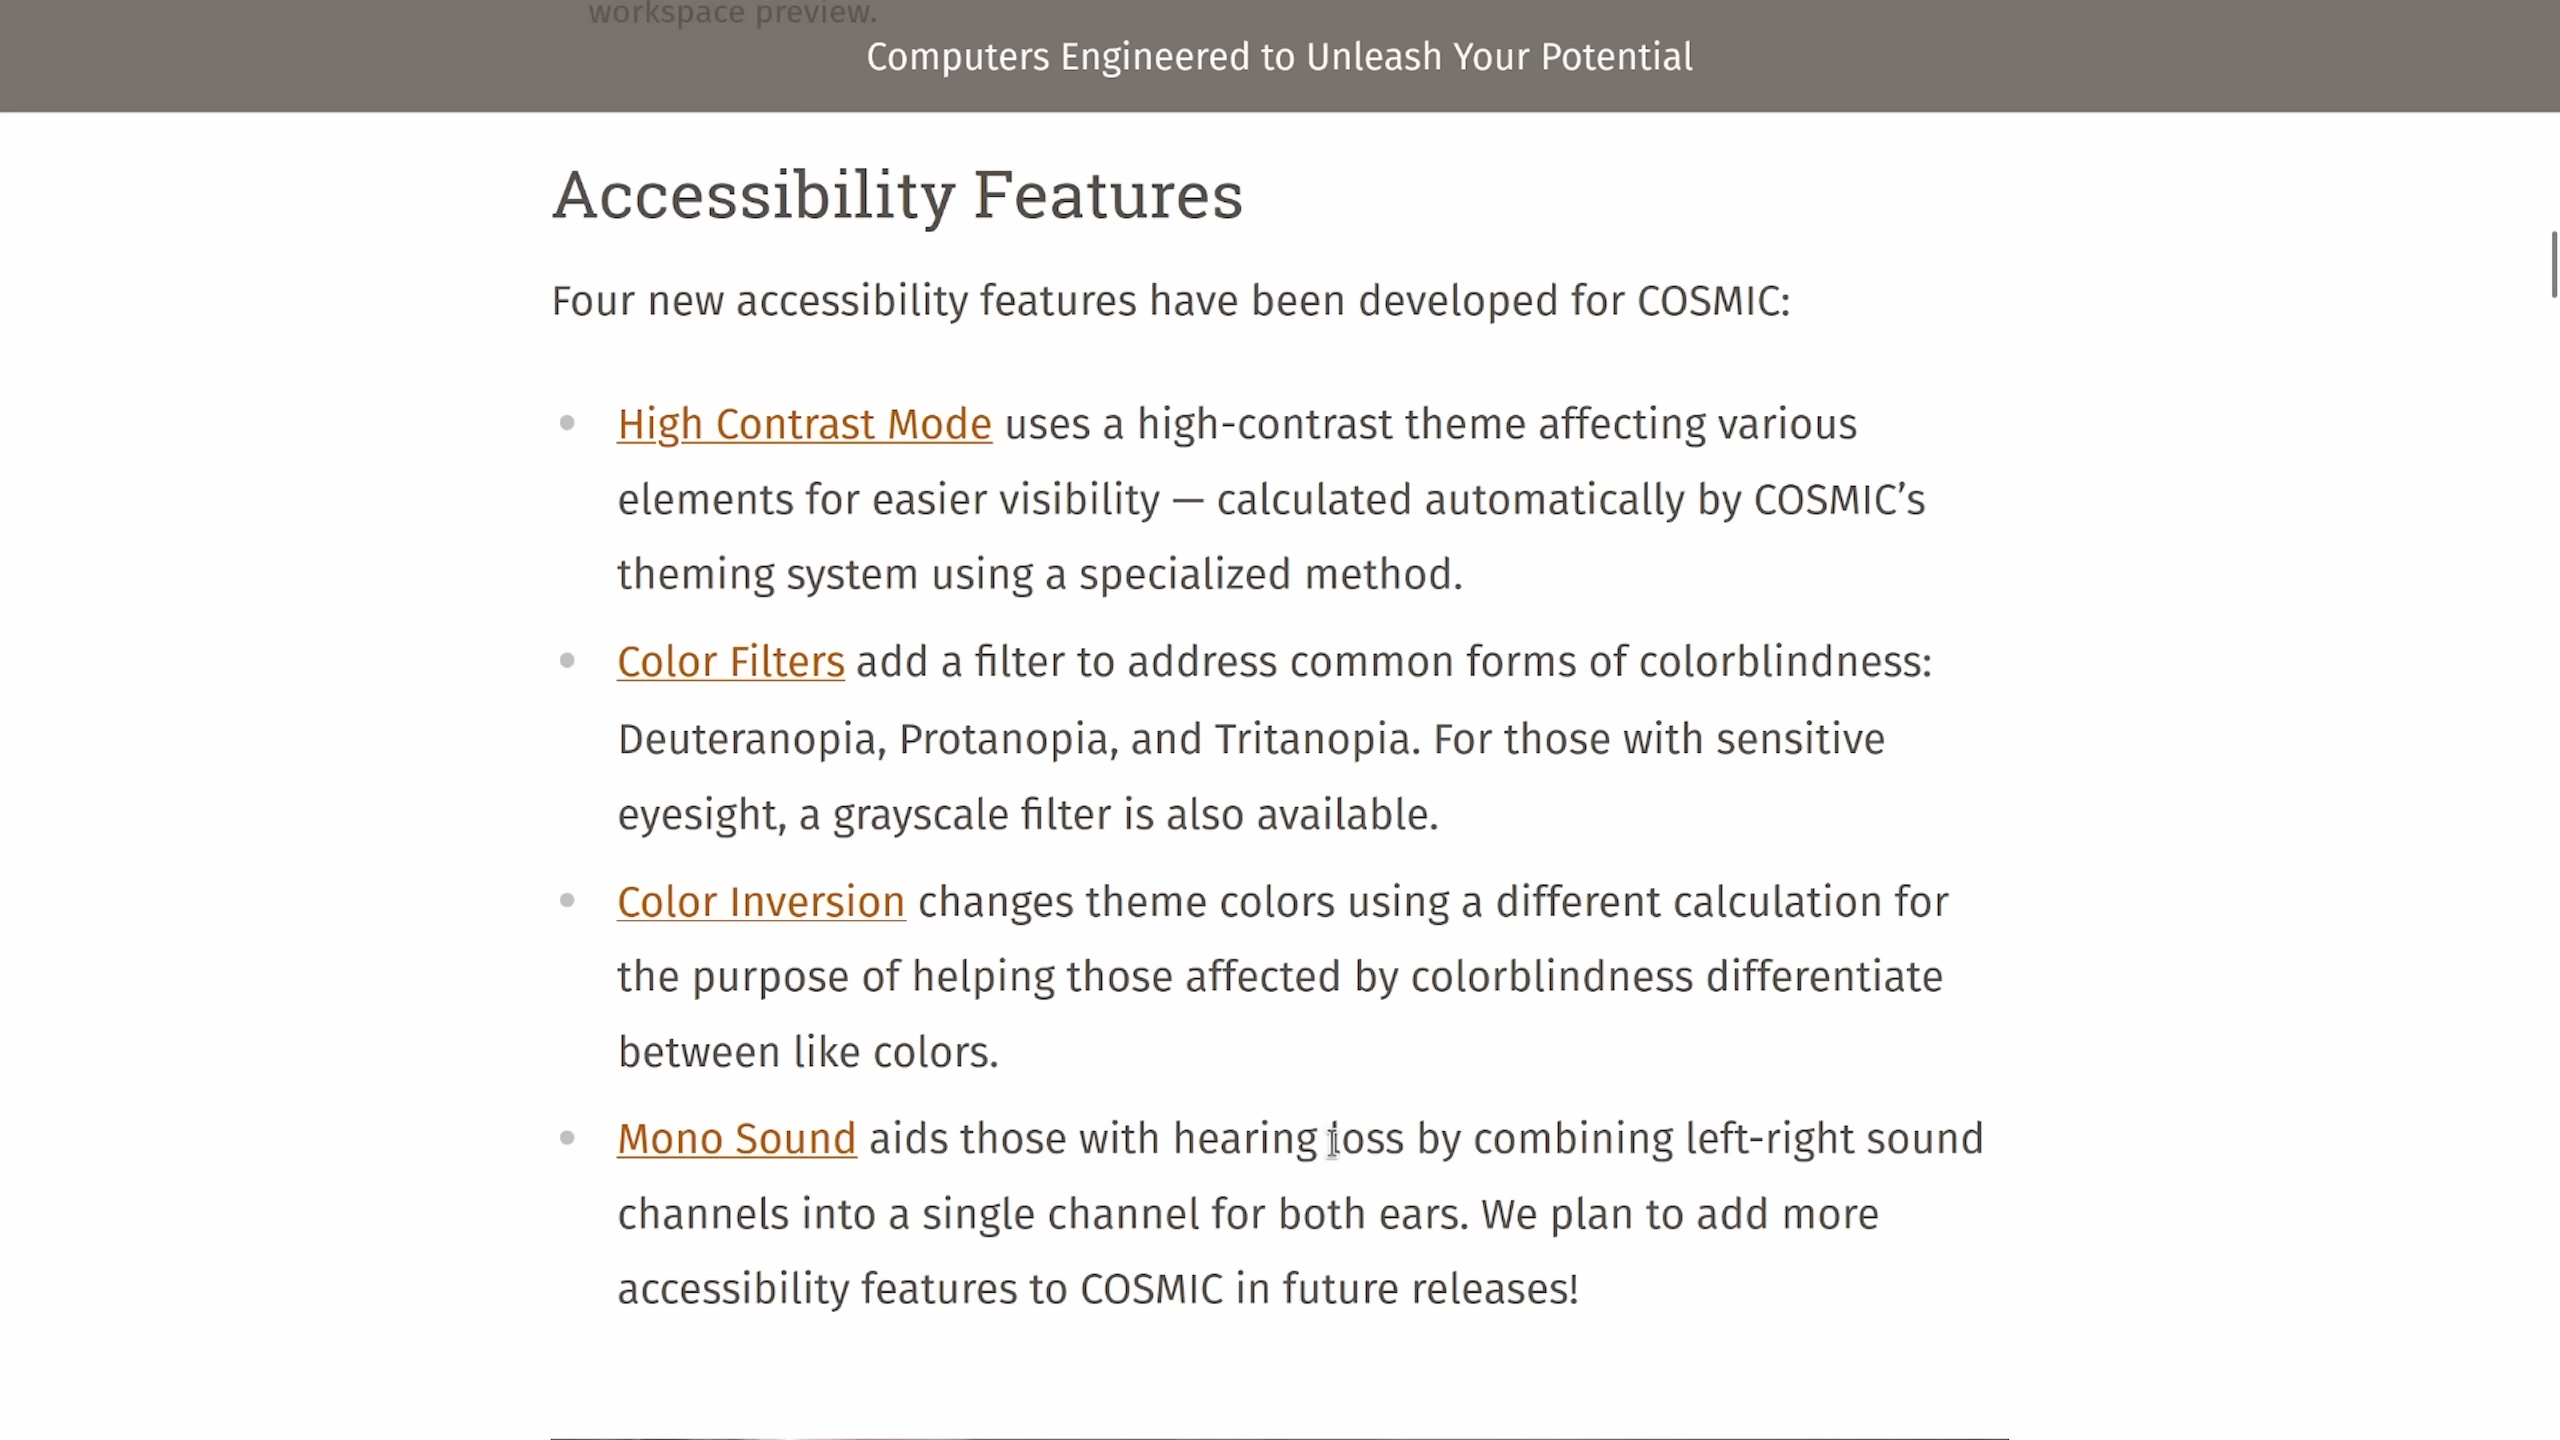 workspace preview.
Computers Engineered to Unleash Your Potential
Accessibility Features
Four new accessibility features have been developed for COSMIC:
High Contrast Mode uses a high-contrast theme affecting various
elements for easier visibility — calculated automatically by COSMIC’s
theming system using a specialized method.
Color Filters add a filter to address common forms of colorblindness:
Deuteranopia, Protanopia, and Tritanopia. For those with sensitive
eyesight, a grayscale filter is also available.
Color Inversion changes theme colors using a different calculation for
the purpose of helping those affected by colorblindness differentiate
between like colors.
Mono Sound aids those with hearing loss by combining left-right sound
channels into a single channel for both ears. We plan to add more
accessibility features to COSMIC in future releases!